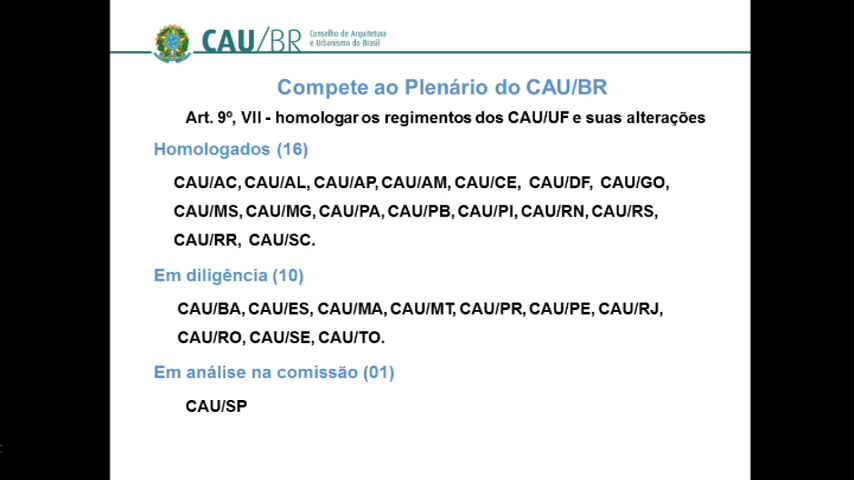 CAU/BR Conselho de Arquitetura
e Urbanismo do Brasil
Compete ao Plenário do CAU/BR
Art. 9º, VII - homologar os regimentos dos CAU/UF e suas alterações
Homologados (16)
CAU/AC, CAU/AL, CAU/AP, CAU/AM, CAU/CE, CAU/DF, CAU/GO,
CAU/MS, CAU/MG, CAU/PA, CAU/PB, CAU/PI, CAU/RN, CAU/RS,
CAU/RR, CAU/SC.
Em diligência (10)
CAU/BA, CAU/ES, CAU/MA, CAU/MT, CAU/PR, CAU/PE, CAU/RJ,
CAU/RO, CAU/SE, CAU/TO.
Em análise na comissão (01)
CAU/SP